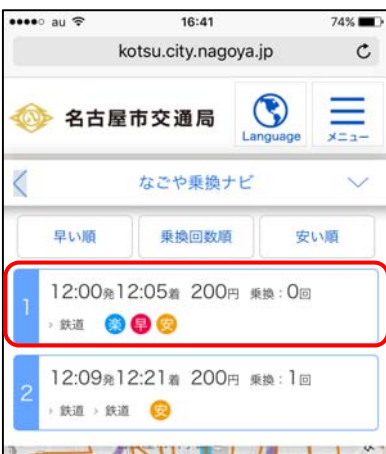 au 16:41 74%
kotsu.city.nagoya.jp
名古屋市交通局 Language メニュー
なごや乗換ナビ
早い順 乗換回数順 安い順
1 12:00発12:05着 200円 乗換：0回
› 鉄道 楽 早 安
2 12:09発12:21着 200円 乗換：1回
› 鉄道 › 鉄道 安